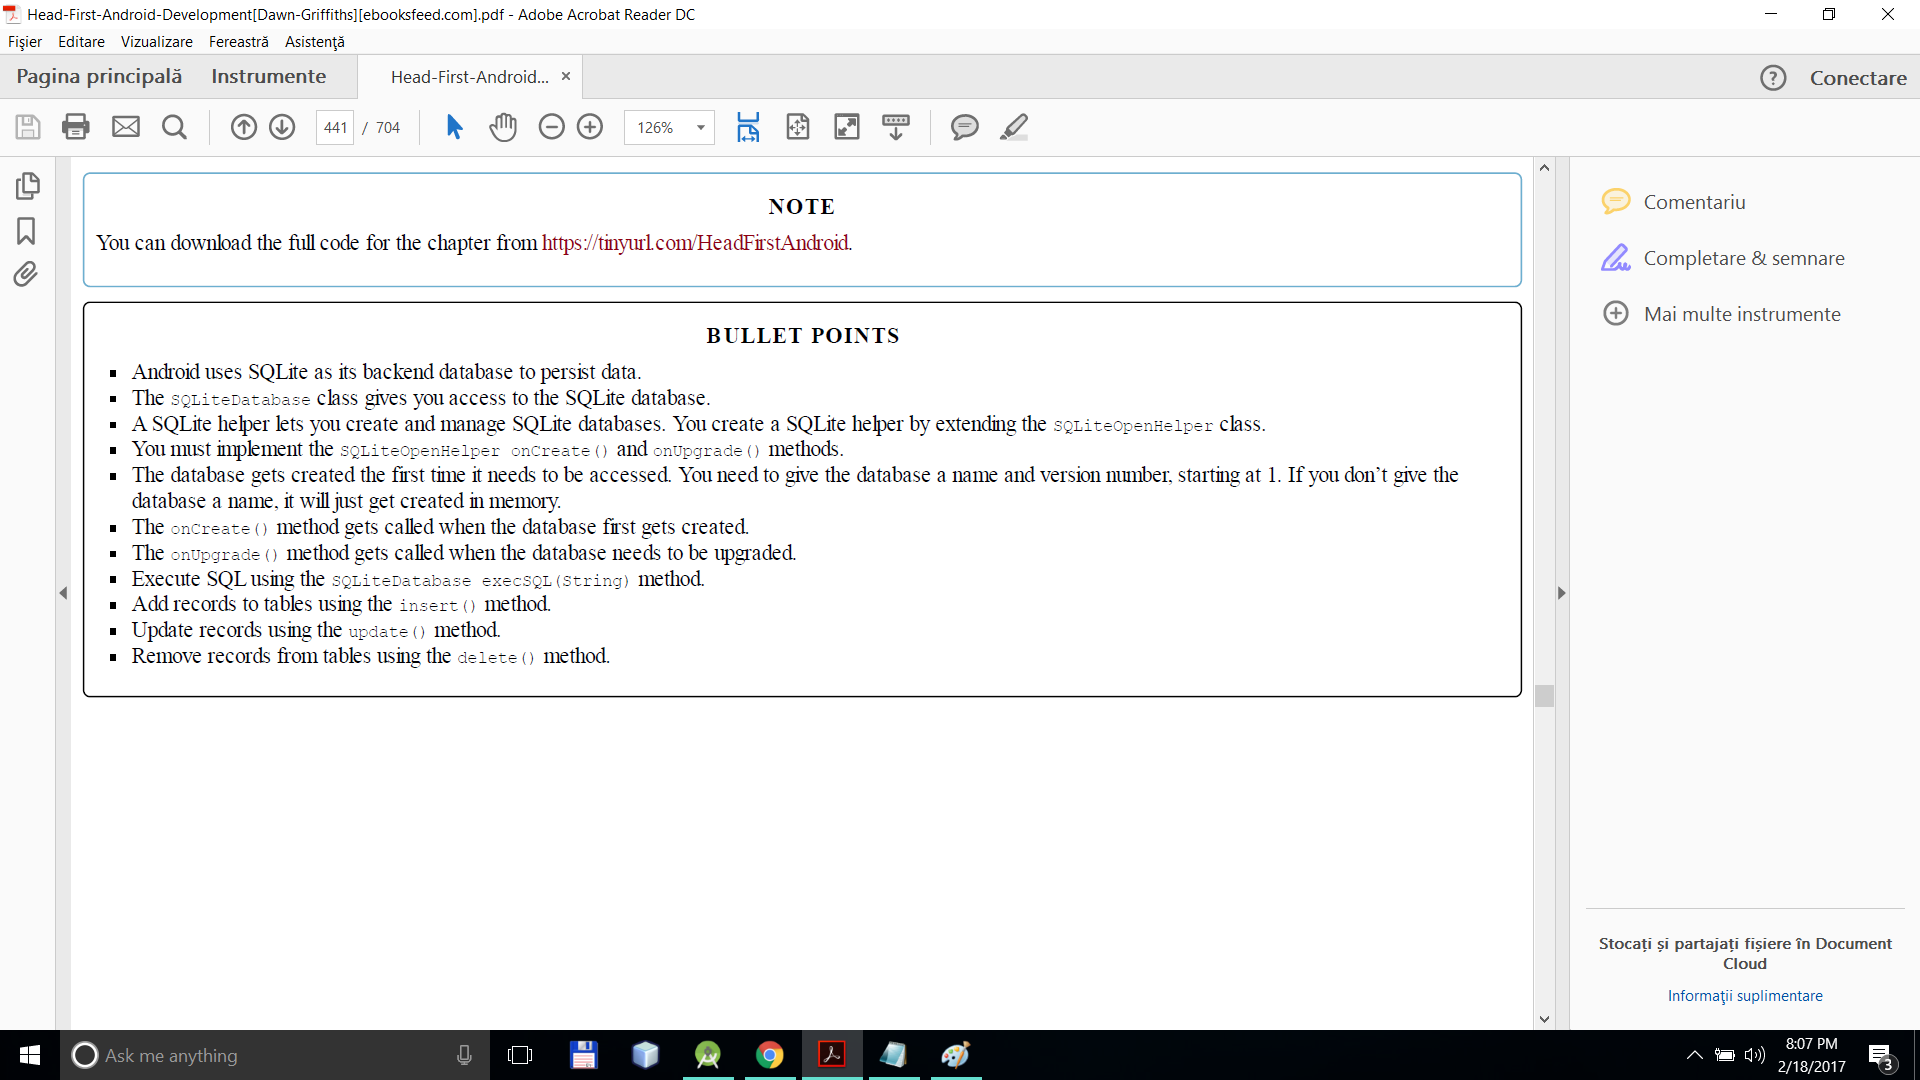 Head-First-Android-Development[Dawn-Griffiths][ebooksfeed.com].pdf - Adobe Acrobat Reader DC
Fișier Editare Vizualizare Fereastră Asistență
Pagina principală Instrumente Head-First-Android... × Conectare
441 / 704 126%
NOTE
You can download the full code for the chapter from https://tinyurl.com/HeadFirstAndroid.
BULLET POINTS
▪ Android uses SQLite as its backend database to persist data.
▪ The SQLiteDatabase class gives you access to the SQLite database.
▪ A SQLite helper lets you create and manage SQLite databases. You create a SQLite helper by extending the SQLiteOpenHelper class.
▪ You must implement the SQLiteOpenHelper onCreate() and onUpgrade() methods.
▪ The database gets created the first time it needs to be accessed. You need to give the database a name and version number, starting at 1. If you don’t give the
database a name, it will just get created in memory.
▪ The onCreate() method gets called when the database first gets created.
▪ The onUpgrade() method gets called when the database needs to be upgraded.
▪ Execute SQL using the SQLiteDatabase execSQL(String) method.
▪ Add records to tables using the insert() method.
▪ Update records using the update() method.
▪ Remove records from tables using the delete() method.
Comentariu
Completare & semnare
Mai multe instrumente
Stocați și partajați fișiere în Document
Cloud
Informații suplimentare
Ask me anything
8:07 PM
2/18/2017
3